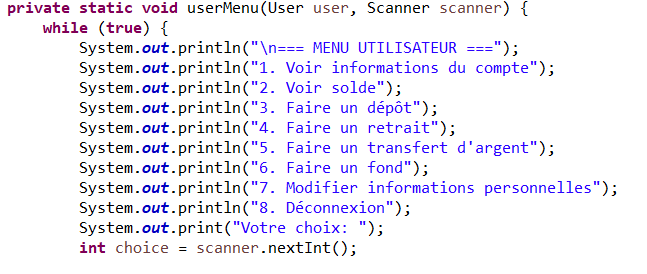 private static void userMenu(User user, Scanner scanner) {
while (true) {
System.out.println("\n=== MENU UTILISATEUR ===");
System.out.println("1. Voir informations du compte");
System.out.println("2. Voir solde");
System.out.println("3. Faire un dépôt");
System.out.println("4. Faire un retrait");
System.out.println("5. Faire un transfert d'argent");
System.out.println("6. Faire un fond");
System.out.println("7. Modifier informations personnelles");
System.out.println("8. Déconnexion");
System.out.print("Votre choix: ");
int choice = scanner.nextInt();